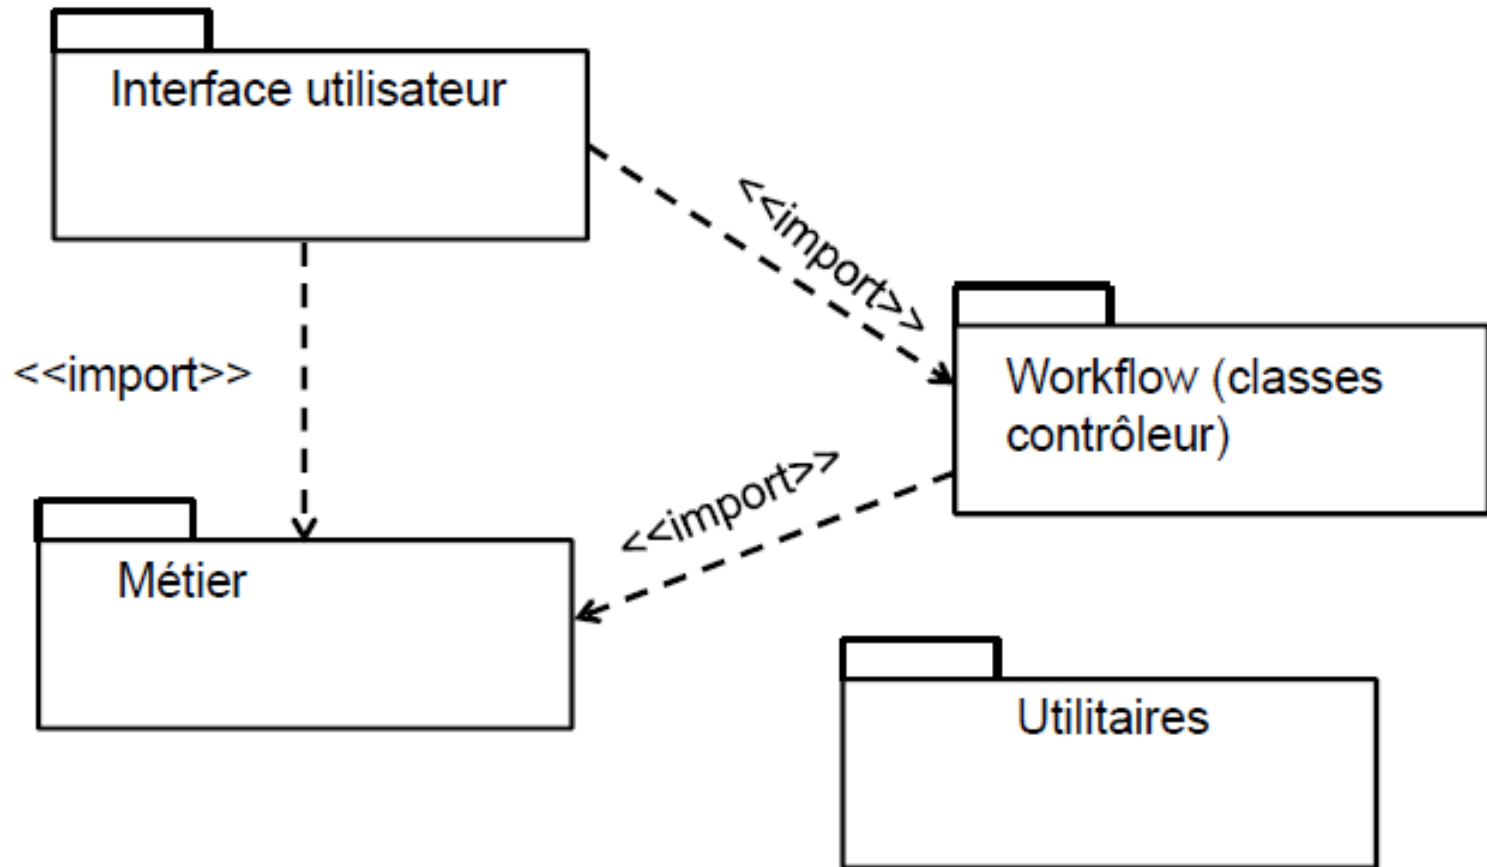 Interface utilisateur
<<import>>
<<import>>
Workflow (classes
contrôleur)
<<import>>
Métier
Utilitaires